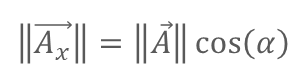 ‖A⃗ₓ‖ = ‖A⃗‖ cos(α)